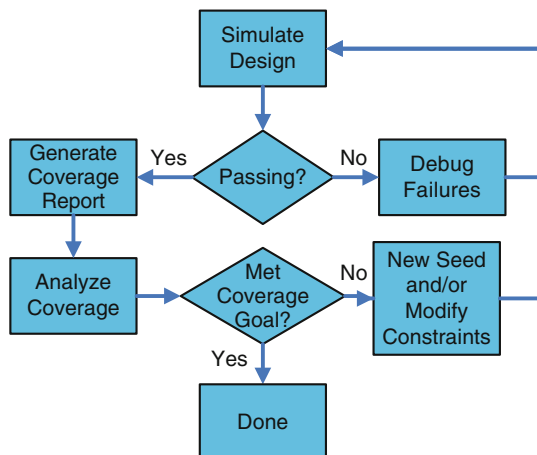 Simulate
Design
Yes
No
Generate
Coverage
Report
Passing?
Debug
Failures
Analyze
Coverage
Met
Coverage
Goal?
No
New Seed
and/or
Modify
Constraints
Yes
Done